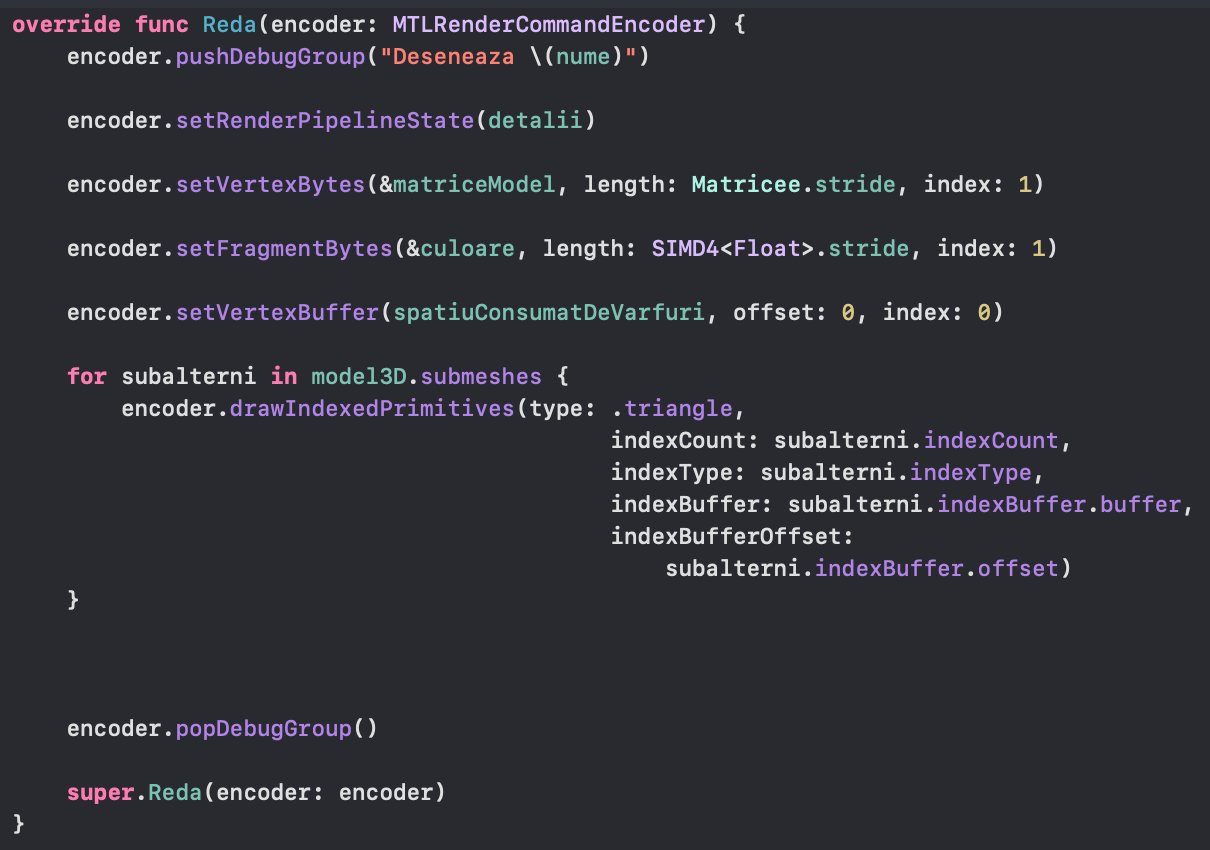 override func Reda(encoder: MTLRenderCommandEncoder) {
    encoder.pushDebugGroup("Deseneaza \(nume)")
    encoder.setRenderPipelineState(detalii)
    encoder.setVertexBytes(&matriceModel, length: Matricee.stride, index: 1)
    encoder.setFragmentBytes(&culoare, length: SIMD4<Float>.stride, index: 1)
    encoder.setVertexBuffer(spatiuConsumatDeVarfuri, offset: 0, index: 0)
    for subalterni in model3D.submeshes {
        encoder.drawIndexedPrimitives(type: .triangle,
                                            indexCount: subalterni.indexCount,
                                            indexType: subalterni.indexType,
                                            indexBuffer: subalterni.indexBuffer.buffer,
                                            indexBufferOffset:
                                                subalterni.indexBuffer.offset)
    }
    encoder.popDebugGroup()
    super.Reda(encoder: encoder)
}